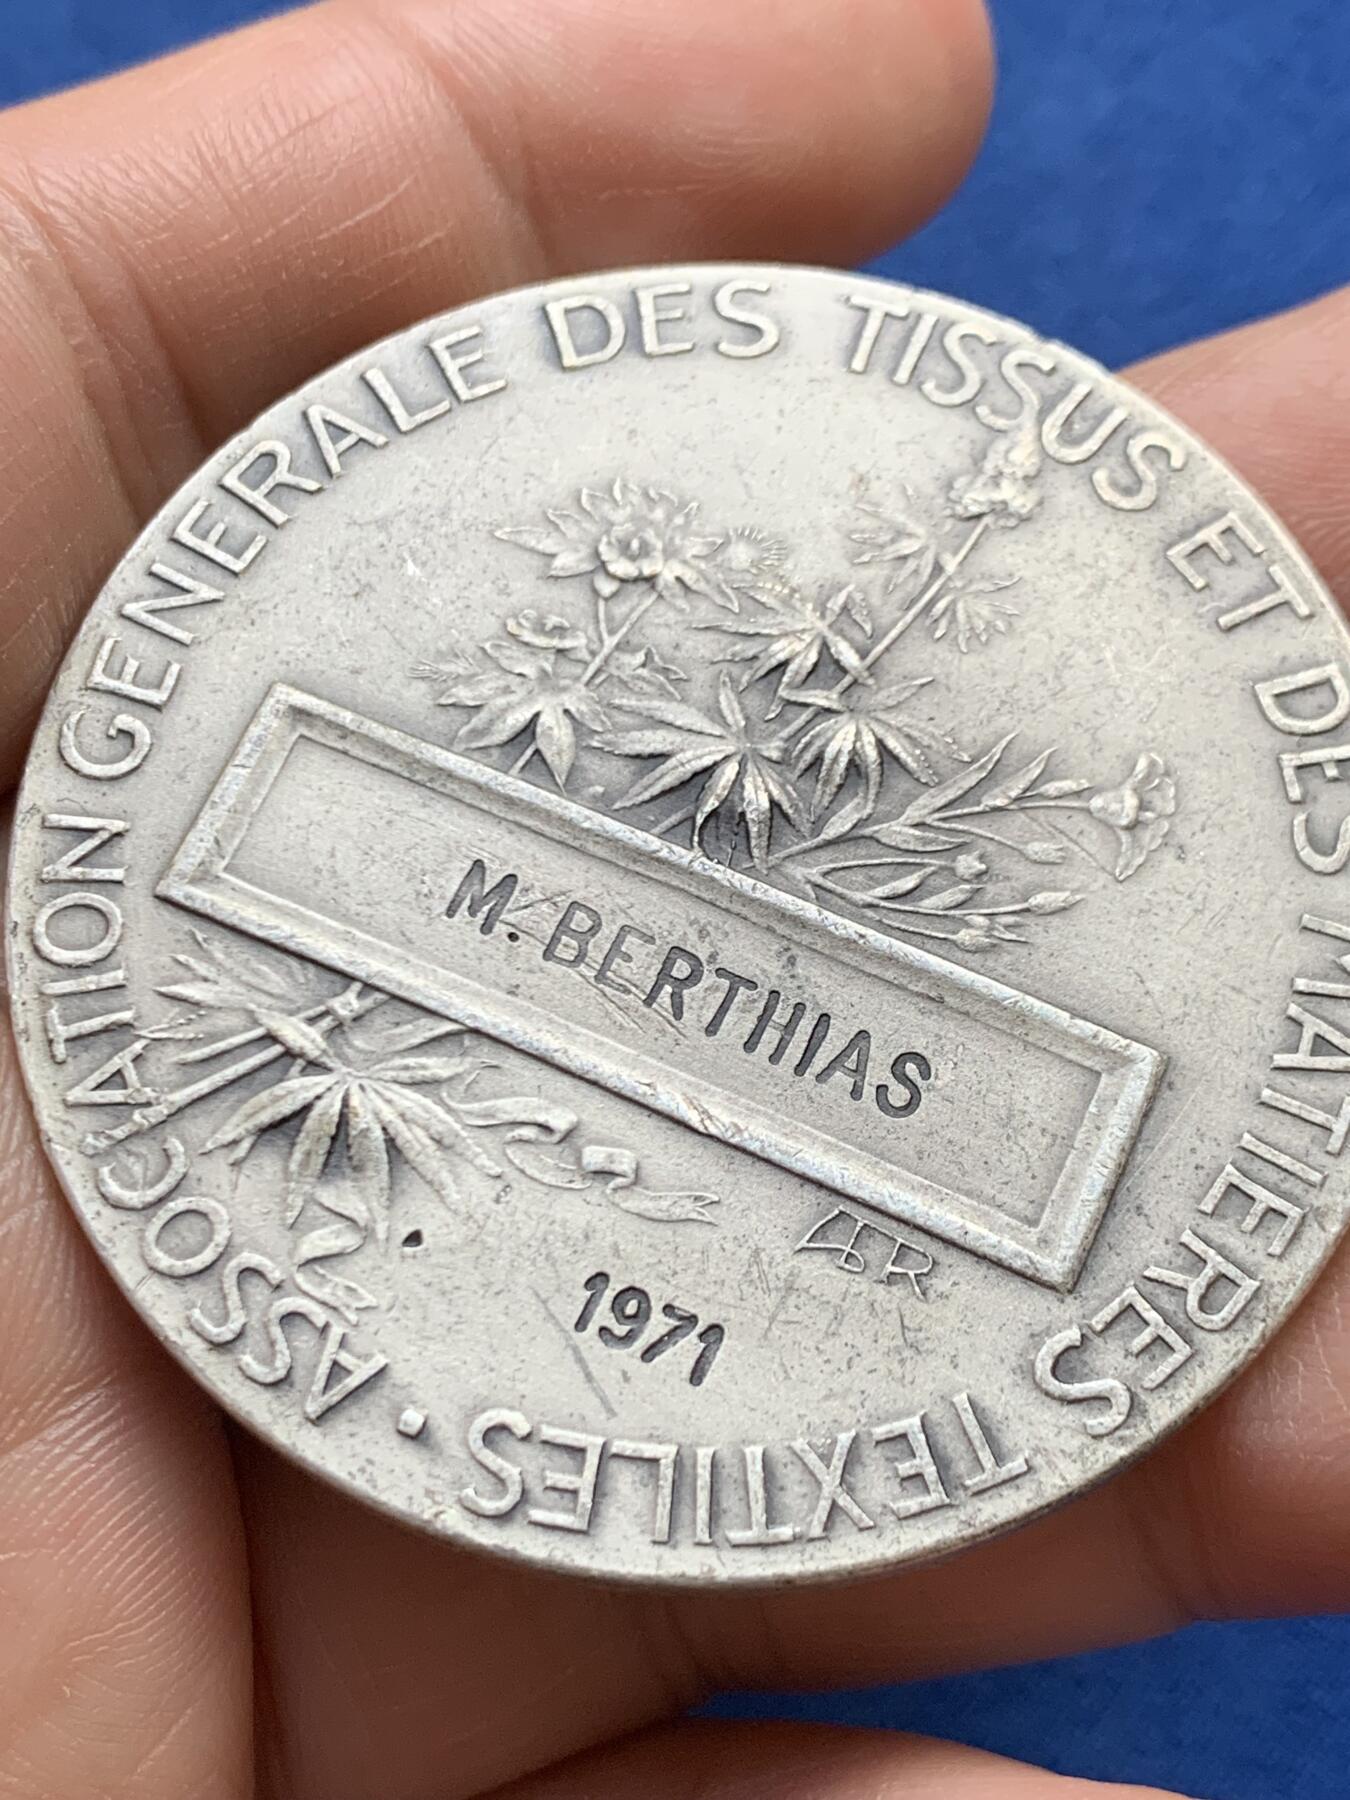 ASSOCIATION GENERALE DES TISSUS ET DES MATIERES TEXTILES •
M. BERTHIAS
1971